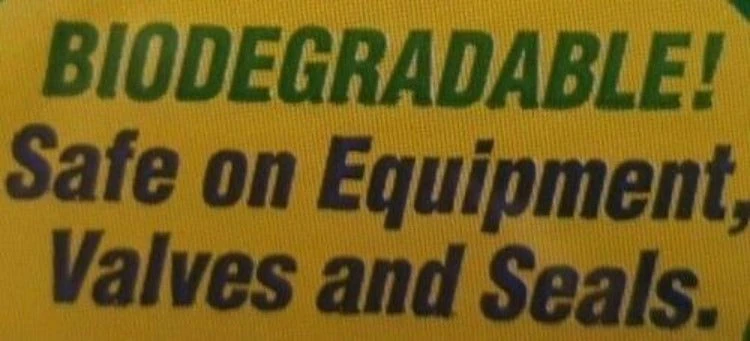 BIODEGRADABLE!
Safe on Equipment,
Valves and Seals.